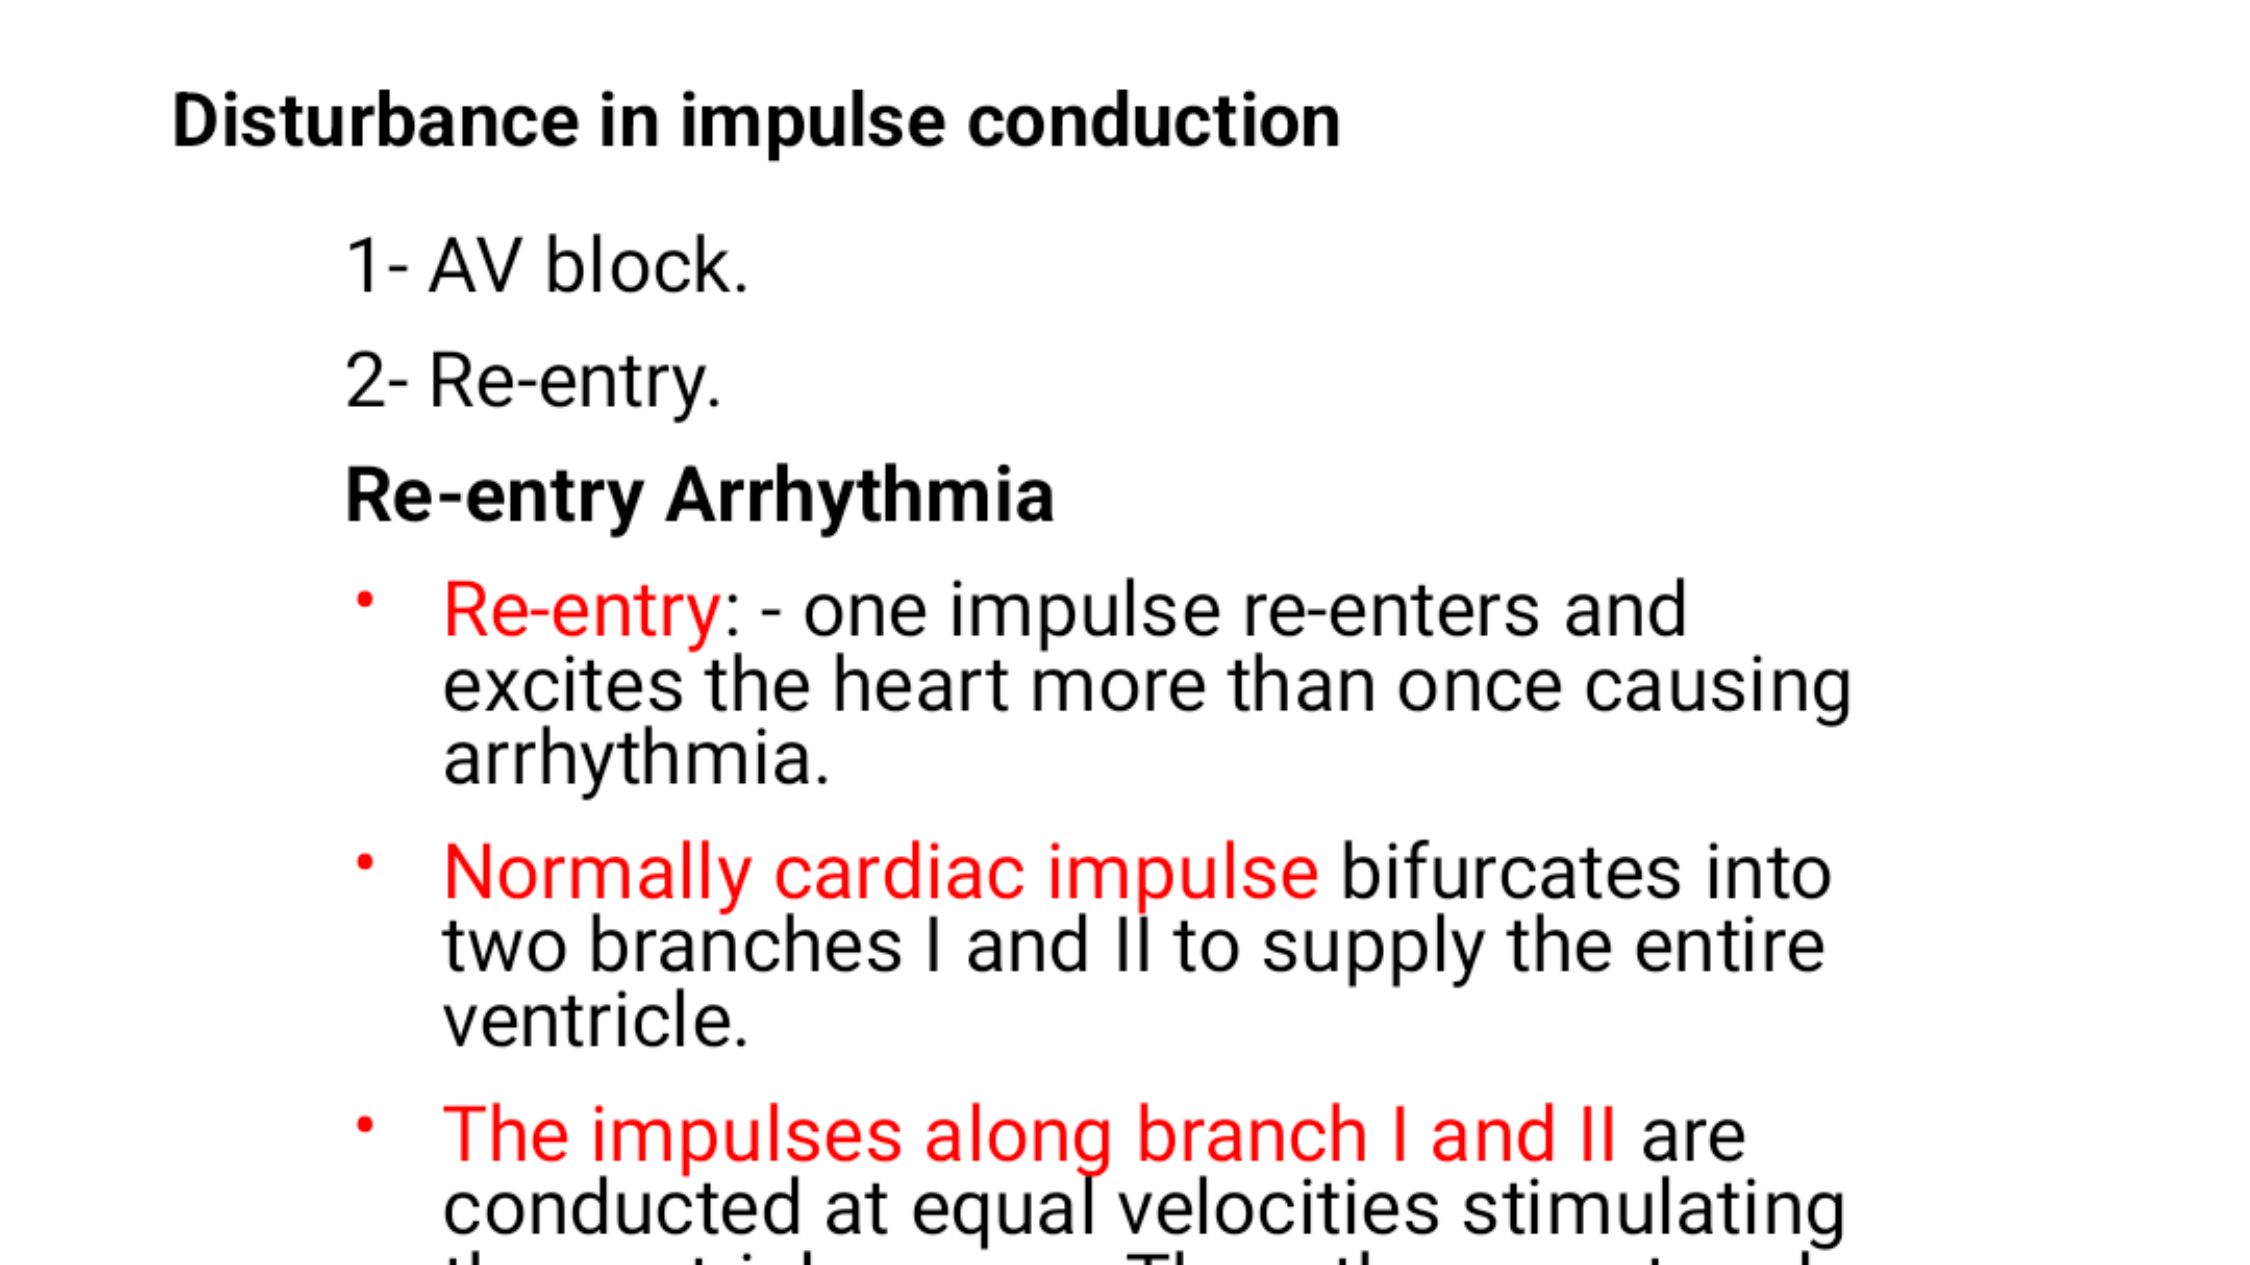 Disturbance in impulse conduction
1- AV block.
2- Re-entry.
Re-entry Arrhythmia
• Re-entry: - one impulse re-enters and
excites the heart more than once causing
arrhythmia.
• Normally cardiac impulse bifurcates into
two branches I and II to supply the entire
ventricle.
• The impulses along branch I and II are
conducted at equal velocities stimulating